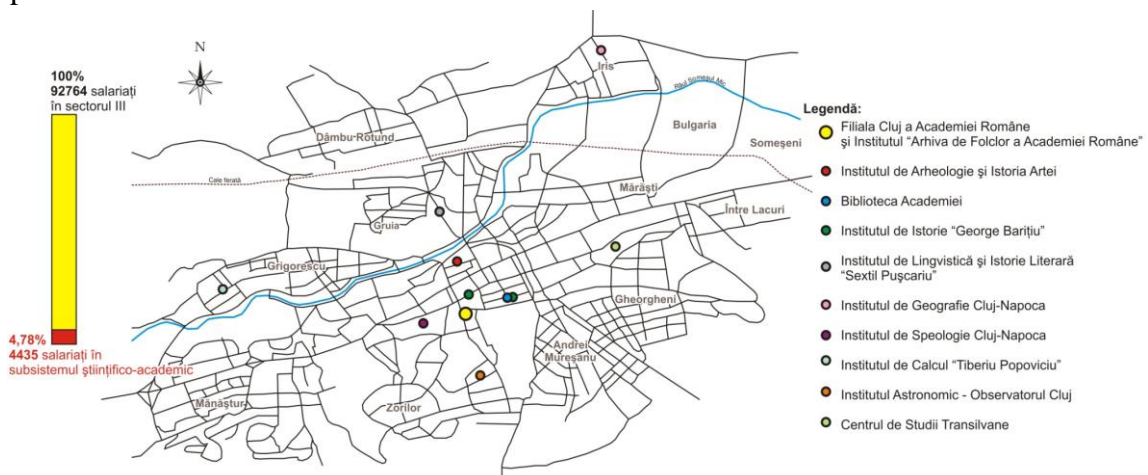 N
100%
92764 salariați
în sectorul III
4,78%
4435 salariați în
subsistemul științifico-academic
Iris
Râul Someșul Mic
Dâmbu-Rotund
Bulgaria
Someșeni
Cale ferată
Mărăști
Între Lacuri
Gruia
Grigorescu
Gheorgheni
Andrei
Mureșanu
Mănăștur
Zorilor
Legendă:
Filiala Cluj a Academiei Române
și Institutul “Arhiva de Folclor a Academiei Române”
Institutul de Arheologie și Istoria Artei
Biblioteca Academiei
Institutul de Istorie “George Barițiu”
Institutul de Lingvistică și Istorie Literară
“Sextil Pușcariu”
Institutul de Geografie Cluj-Napoca
Institutul de Speologie Cluj-Napoca
Institutul de Calcul “Tiberiu Popoviciu”
Institutul Astronomic - Observatorul Cluj
Centrul de Studii Transilvane